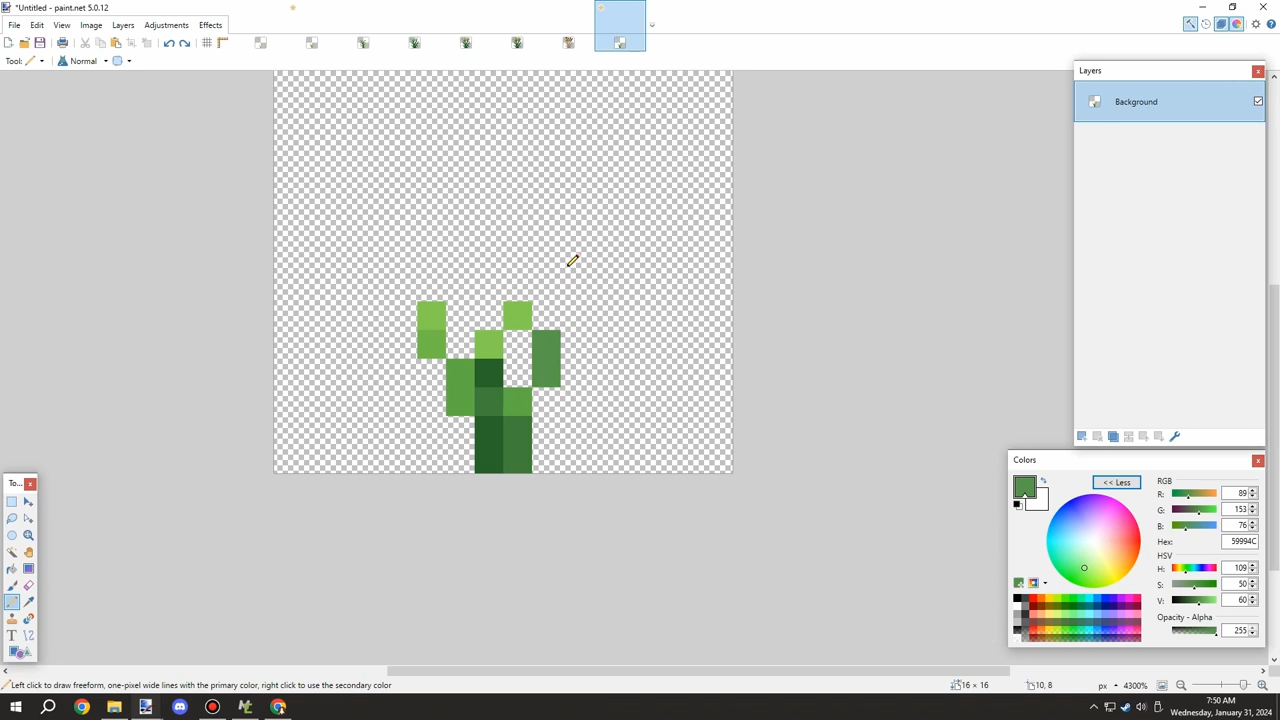 *Untitled - paint.net 5.0.12
File Edit View Image Layers Adjustments Effects
Tool: Normal
Layers
Background
Colors
<< Less
RGB
R: 89
G: 153
B: 76
Hex: 59994C
HSV
H: 109
S: 50
V: 60
Opacity - Alpha
255
To...
Left click to draw freeform, one-pixel wide lines with the primary color, right click to use the secondary color
16 × 16
10, 8
px
4300%
7:50 AM
Wednesday, January 31, 2024